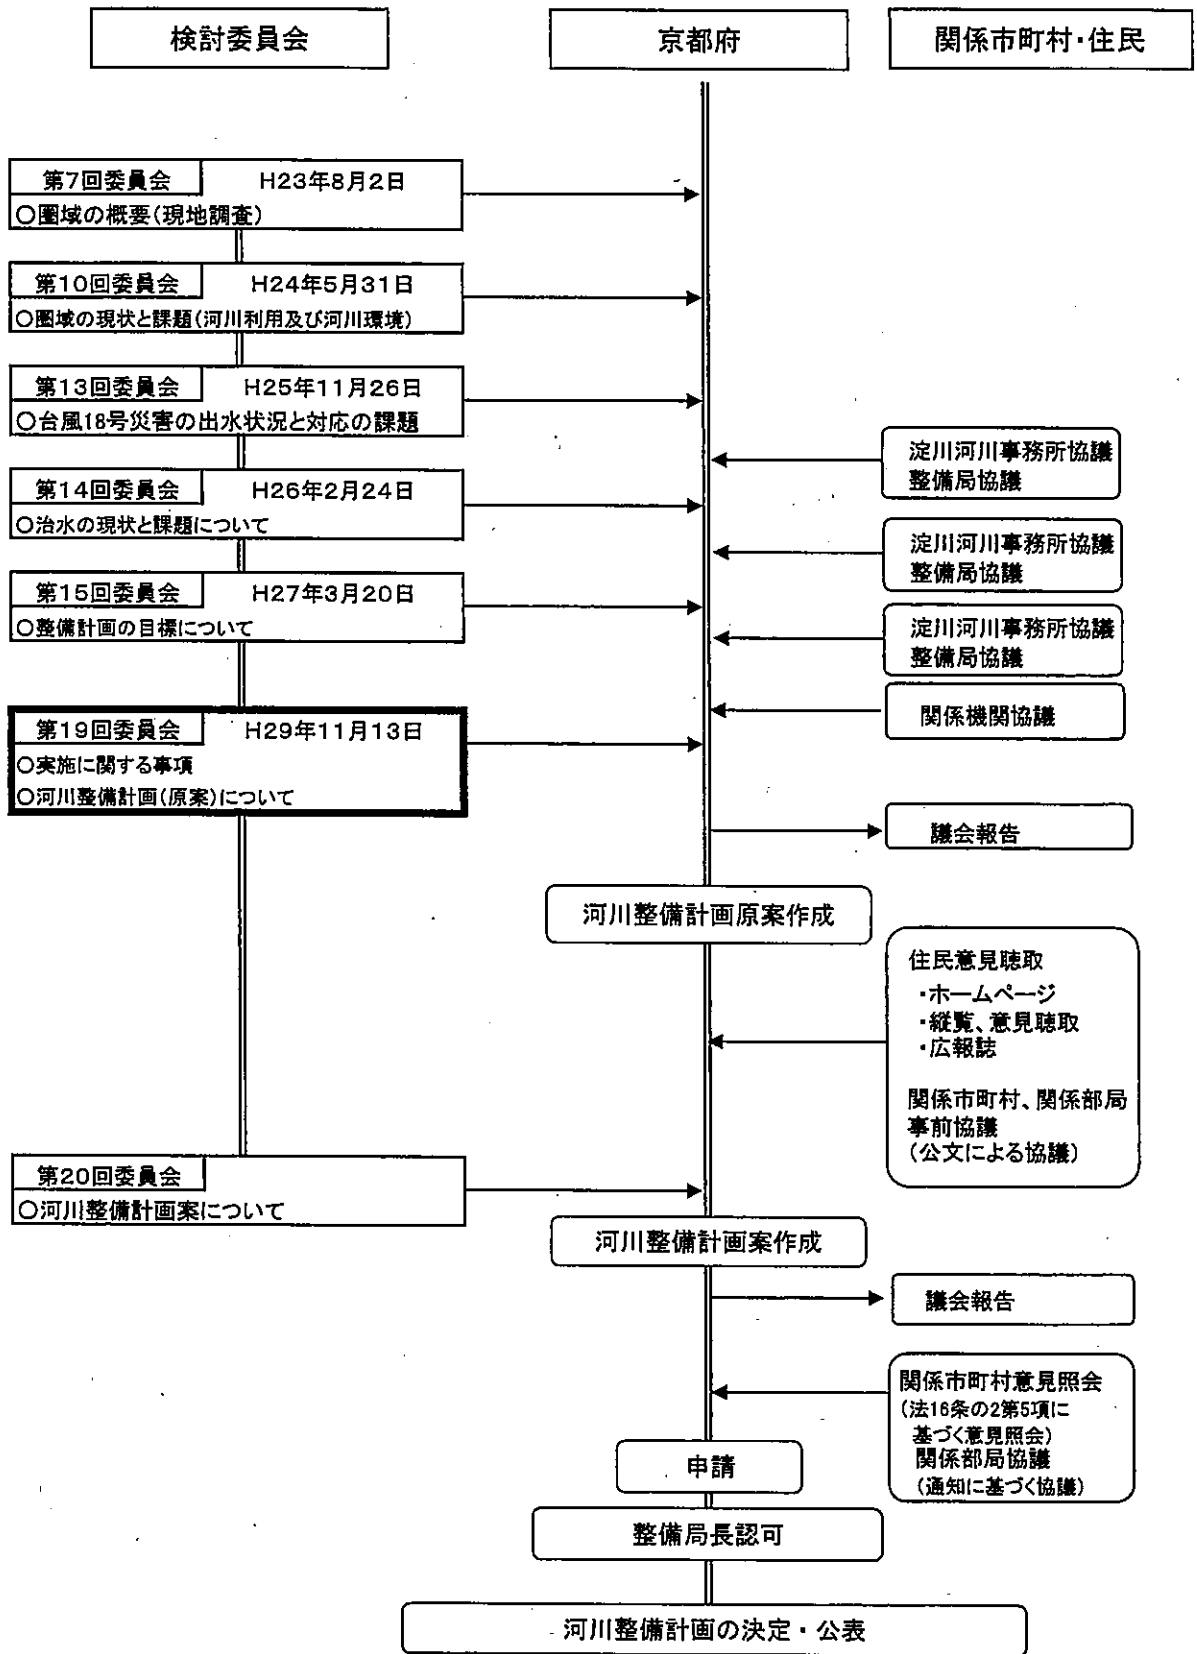 検討委員会
京都府
関係市町村・住民
第7回委員会 H23年8月2日
○圏域の概要(現地調査)
第10回委員会 H24年5月31日
○圏域の現状と課題(河川利用及び河川環境)
第13回委員会 H25年11月26日
○台風18号災害の出水状況と対応の課題
淀川河川事務所協議
整備局協議
第14回委員会 H26年2月24日
○治水の現状と課題について
淀川河川事務所協議
整備局協議
第15回委員会 H27年3月20日
○整備計画の目標について
淀川河川事務所協議
整備局協議
関係機関協議
第19回委員会 H29年11月13日
○実施に関する事項
○河川整備計画(原案)について
議会報告
河川整備計画原案作成
住民意見聴取
・ホームページ
・縦覧、意見聴取
・広報誌
関係市町村、関係部局
事前協議
(公文による協議)
第20回委員会
○河川整備計画案について
河川整備計画案作成
議会報告
関係市町村意見照会
(法16条の2第5項に
基づく意見照会)
関係部局協議
(通知に基づく協議)
申請
整備局長認可
河川整備計画の決定・公表